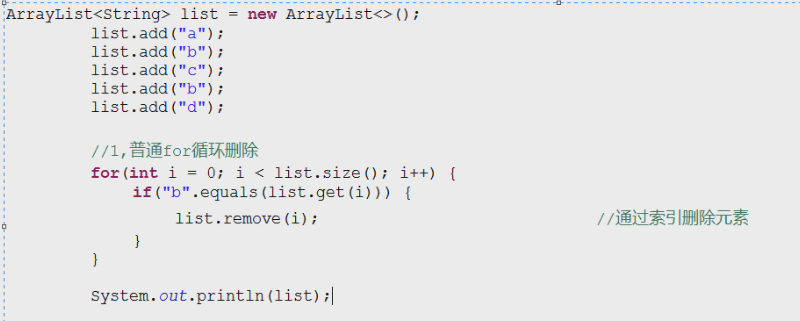 ArrayList<String> list = new ArrayList<>();
list.add("a");
list.add("b");
list.add("c");
list.add("b");
list.add("d");
//1,普通for循环删除
for(int i = 0; i < list.size(); i++) {
if("b".equals(list.get(i))) {
list.remove(i); //通过索引删除元素
}
}
System.out.println(list);